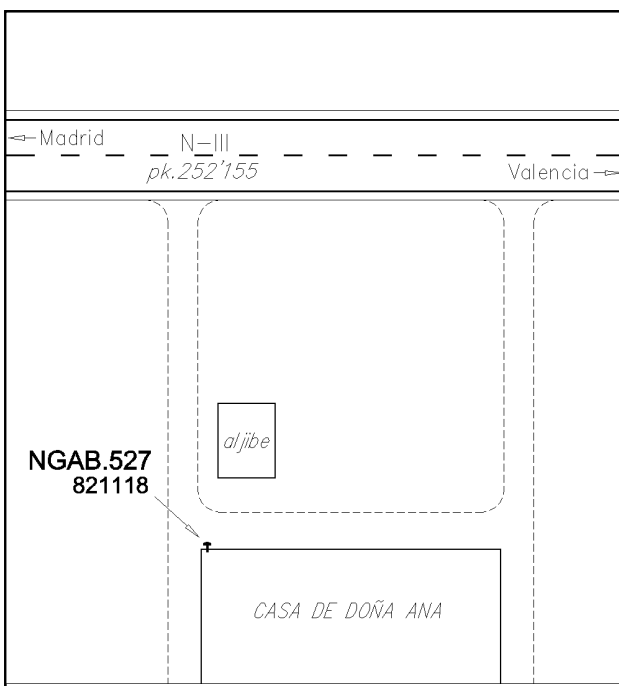 Madrid
N-III
pk.252'155
Valencia
aljibe
NGAB.527
821118
CASA DE DOÑA ANA